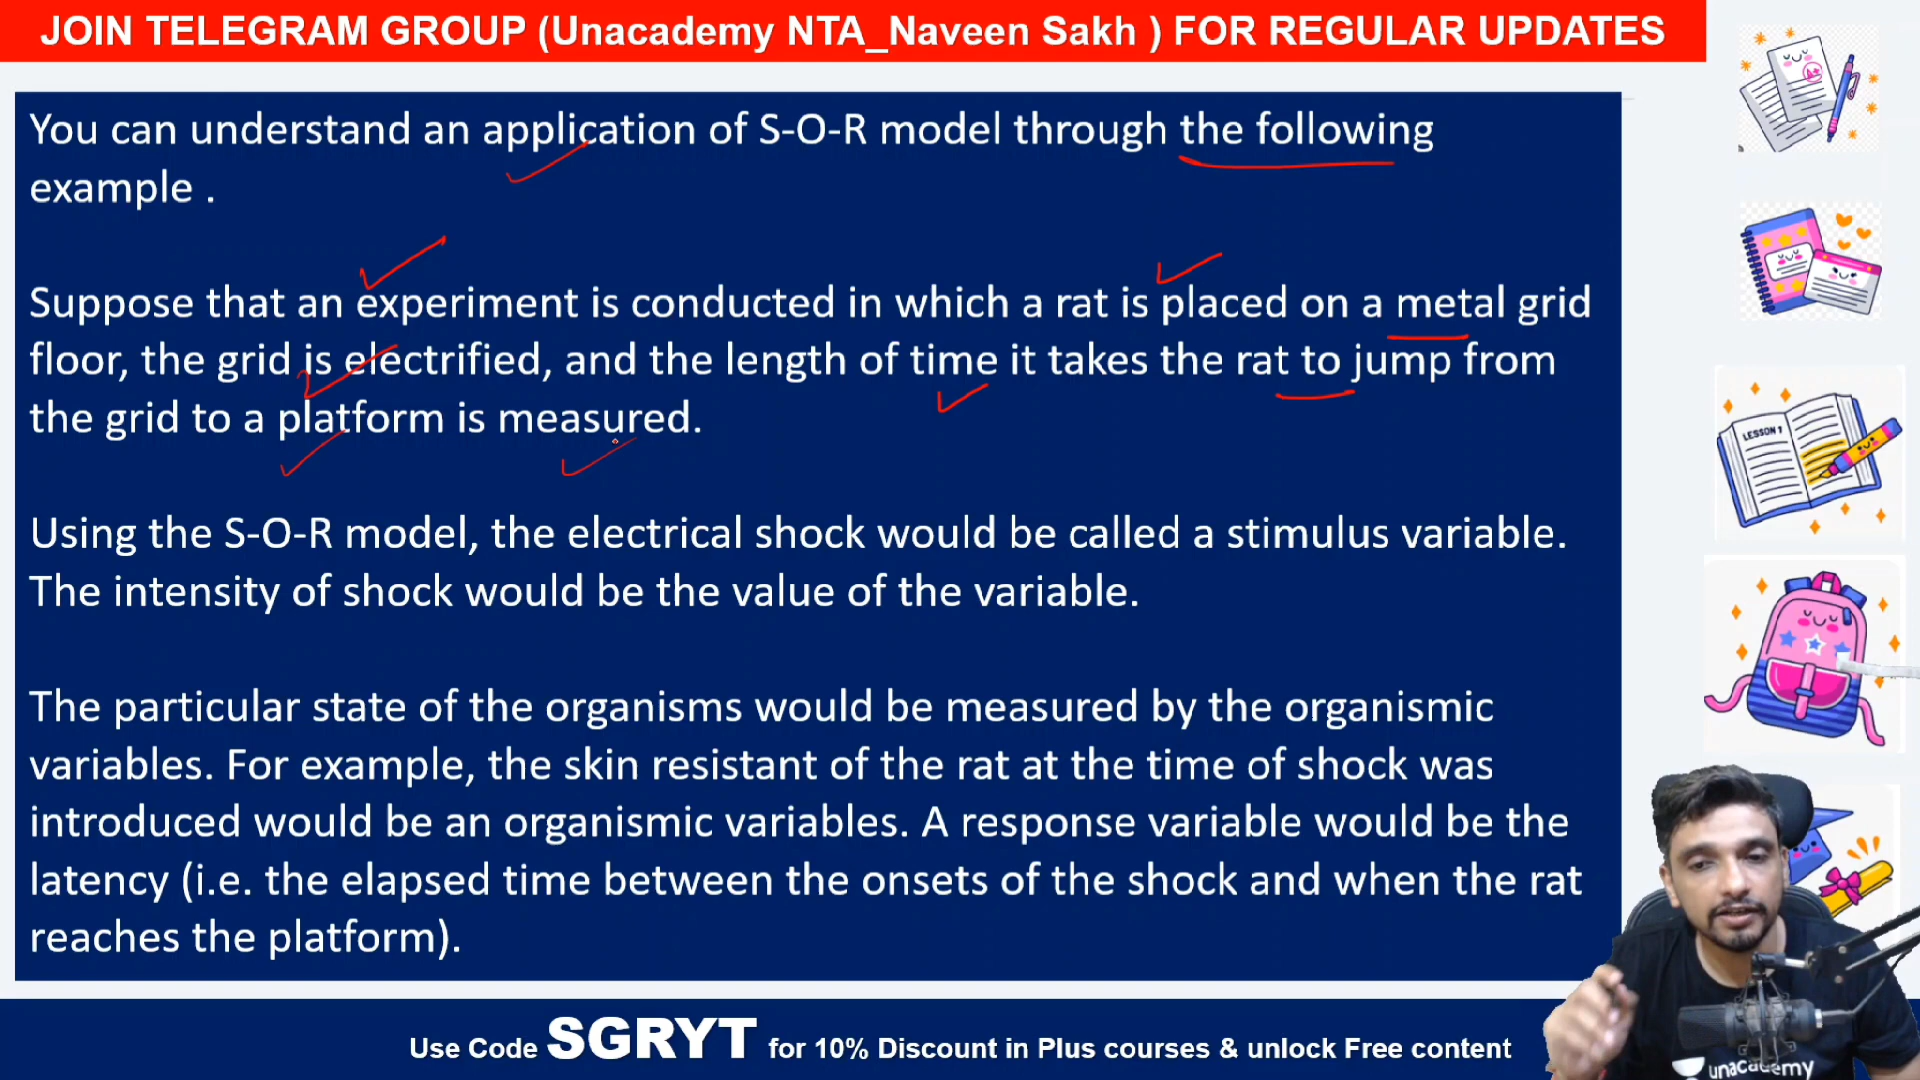 JOIN TELEGRAM GROUP (Unacademy NTA_Naveen Sakh ) FOR REGULAR UPDATES
You can understand an application of S-O-R model through the following
example .
Suppose that an experiment is conducted in which a rat is placed on a metal grid
floor, the grid is electrified, and the length of time it takes the rat to jump from
the grid to a platform is measured.
Using the S-O-R model, the electrical shock would be called a stimulus variable.
The intensity of shock would be the value of the variable.
The particular state of the organisms would be measured by the organismic
variables. For example, the skin resistant of the rat at the time of shock was
introduced would be an organismic variables. A response variable would be the
latency (i.e. the elapsed time between the onsets of the shock and when the rat
reaches the platform).
A+
LESSON 1
Use Code SGRYT for 10% Discount in Plus courses & unlock Free content
unacademy